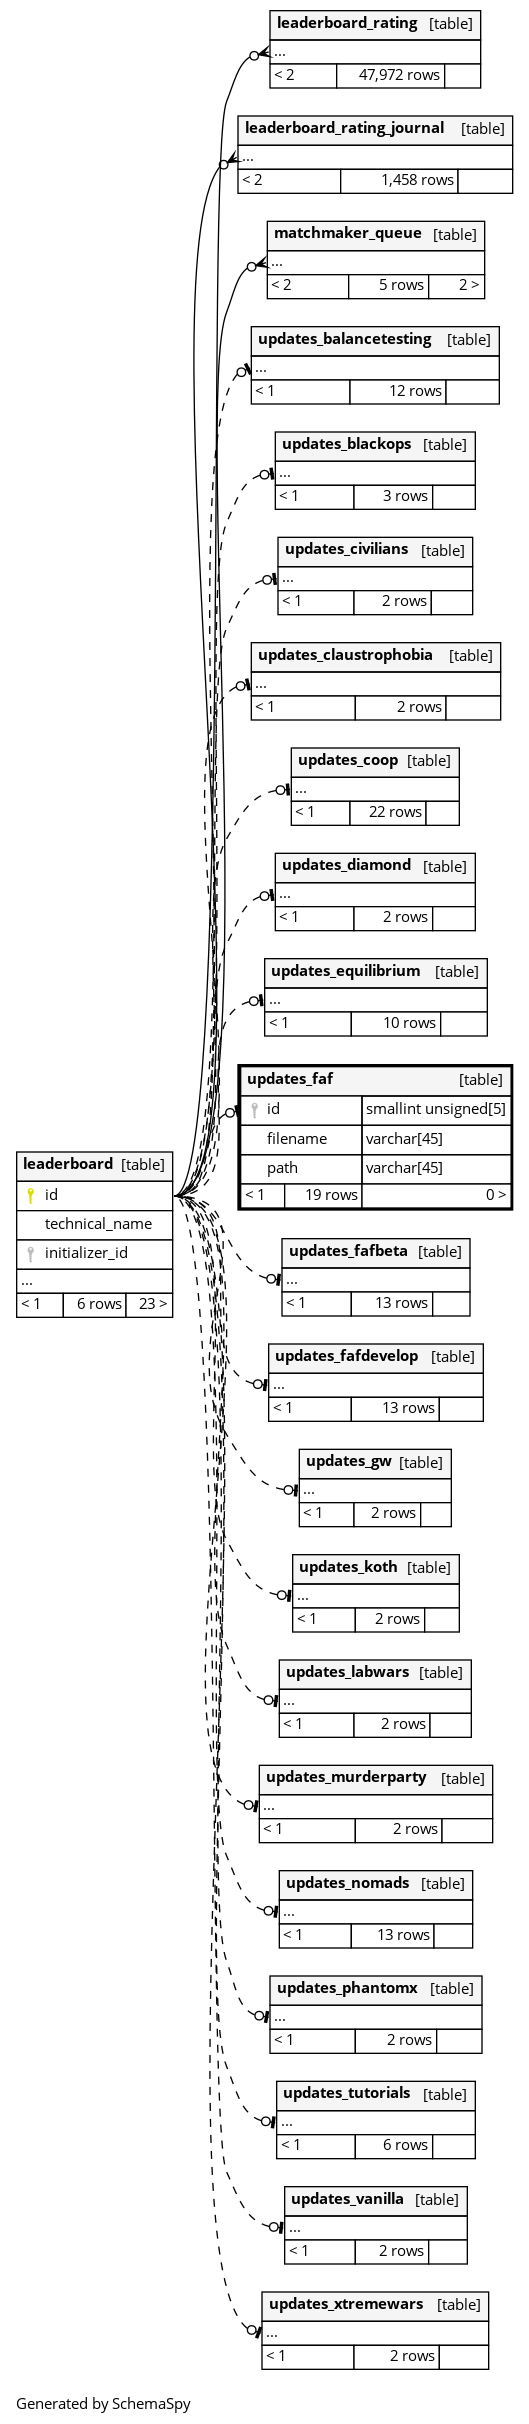 leaderboard_rating [table]
...
< 2 47,972 rows
leaderboard_rating_journal [table]
...
< 2 1,458 rows
matchmaker_queue [table]
...
< 2 5 rows 2 >
updates_balancetesting [table]
...
< 1 12 rows
updates_blackops [table]
...
< 1 3 rows
updates_civilians [table]
...
< 1 2 rows
updates_claustrophobia [table]
...
< 1 2 rows
updates_coop [table]
...
< 1 22 rows
updates_diamond [table]
...
< 1 2 rows
updates_equilibrium [table]
...
< 1 10 rows
updates_faf [table]
id smallint unsigned[5]
filename varchar[45]
path varchar[45]
< 1 19 rows 0 >
leaderboard [table]
id
technical_name
initializer_id
...
< 1 6 rows 23 >
updates_fafbeta [table]
...
< 1 13 rows
updates_fafdevelop [table]
...
< 1 13 rows
updates_gw [table]
...
< 1 2 rows
updates_koth [table]
...
< 1 2 rows
updates_labwars [table]
...
< 1 2 rows
updates_murderparty [table]
...
< 1 2 rows
updates_nomads [table]
...
< 1 13 rows
updates_phantomx [table]
...
< 1 2 rows
updates_tutorials [table]
...
< 1 6 rows
updates_vanilla [table]
...
< 1 2 rows
updates_xtremewars [table]
...
< 1 2 rows
Generated by SchemaSpy